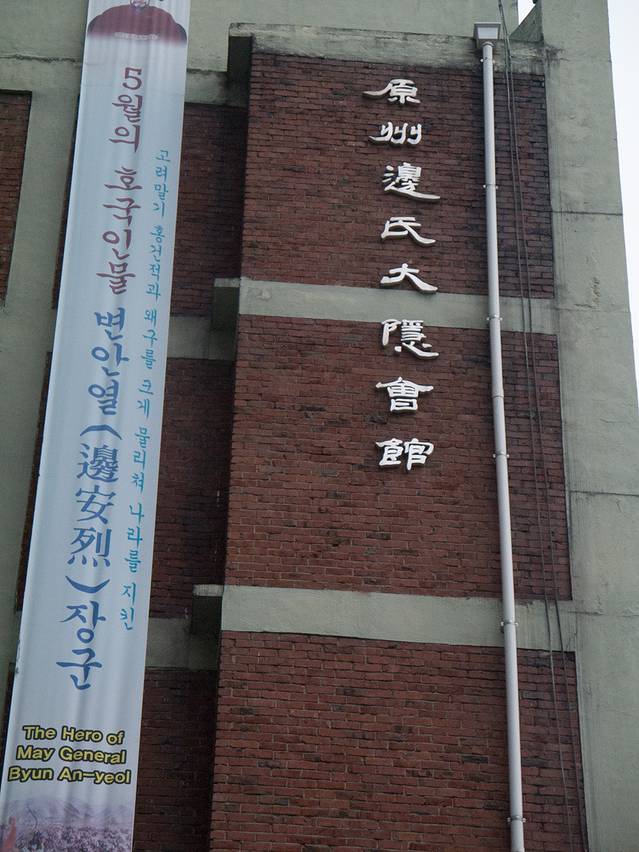 고려말기 홍건적과 왜구를 크게 물리쳐 나라를 지킨
5월의 호국인물 변안열(邊安烈)장군
The Hero of
May General
Byun An-yeol
原州邊氏大隱會館